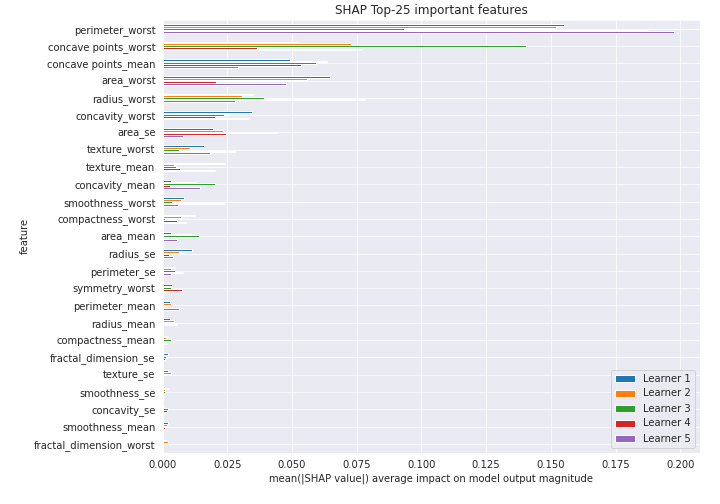 SHAP Top-25 important features
perimeter_worst
concave points_worst
concave points_mean
area_worst
radius_worst
concavity_worst
area_se
texture_worst
texture_mean
concavity_mean
smoothness_worst
compactness_worst
area_mean
radius_se
perimeter_se
symmetry_worst
perimeter_mean
radius_mean
compactness_mean
fractal_dimension_se
texture_se
smoothness_se
concavity_se
smoothness_mean
fractal_dimension_worst
feature
Learner 1
Learner 2
Learner 3
Learner 4
Learner 5
0.000 0.025 0.050 0.075 0.100 0.125 0.150 0.175 0.200
mean(|SHAP value|) average impact on model output magnitude